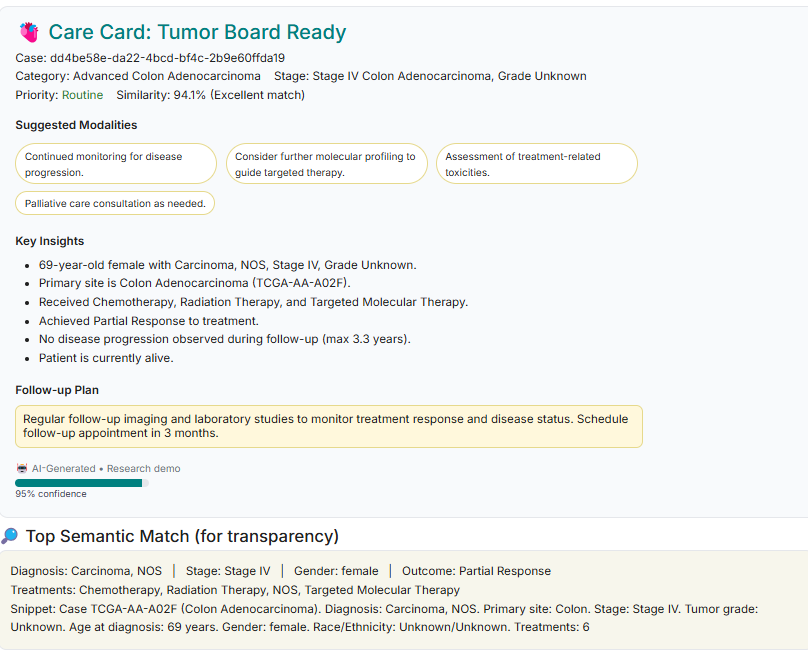 Care Card: Tumor Board Ready
Case: dd4be58e-da22-4bcd-bf4c-2b9e60ffda19
Category: Advanced Colon Adenocarcinoma Stage: Stage IV Colon Adenocarcinoma, Grade Unknown
Priority: Routine Similarity: 94.1% (Excellent match)
Suggested Modalities
Continued monitoring for disease
progression.
Consider further molecular profiling to
guide targeted therapy.
Assessment of treatment-related
toxicities.
Palliative care consultation as needed.
Key Insights
• 69-year-old female with Carcinoma, NOS, Stage IV, Grade Unknown.
• Primary site is Colon Adenocarcinoma (TCGA-AA-A02F).
• Received Chemotherapy, Radiation Therapy, and Targeted Molecular Therapy.
• Achieved Partial Response to treatment.
• No disease progression observed during follow-up (max 3.3 years).
• Patient is currently alive.
Follow-up Plan
Regular follow-up imaging and laboratory studies to monitor treatment response and disease status. Schedule
follow-up appointment in 3 months.
AI-Generated • Research demo
95% confidence
Top Semantic Match (for transparency)
Diagnosis: Carcinoma, NOS | Stage: Stage IV | Gender: female | Outcome: Partial Response
Treatments: Chemotherapy, Radiation Therapy, NOS, Targeted Molecular Therapy
Snippet: Case TCGA-AA-A02F (Colon Adenocarcinoma). Diagnosis: Carcinoma, NOS. Primary site: Colon. Stage: Stage IV. Tumor grade:
Unknown. Age at diagnosis: 69 years. Gender: female. Race/Ethnicity: Unknown/Unknown. Treatments: 6